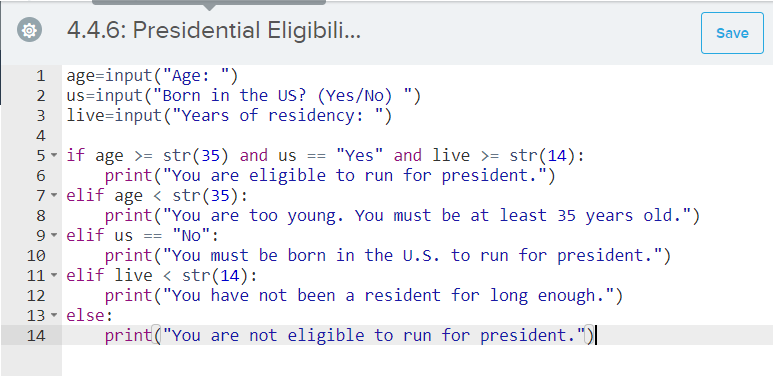 4.4.6: Presidential Eligibili...
Save
1 age=input("Age: ")
2 us=input("Born in the US? (Yes/No) ")
3 live=input("Years of residency: ")
4
5 if age >= str(35) and us == "Yes" and live >= str(14):
6     print("You are eligible to run for president.")
7 elif age < str(35):
8     print("You are too young. You must be at least 35 years old.")
9 elif us == "No":
10     print("You must be born in the U.S. to run for president.")
11 elif live < str(14):
12     print("You have not been a resident for long enough.")
13 else:
14     print("You are not eligible to run for president.")